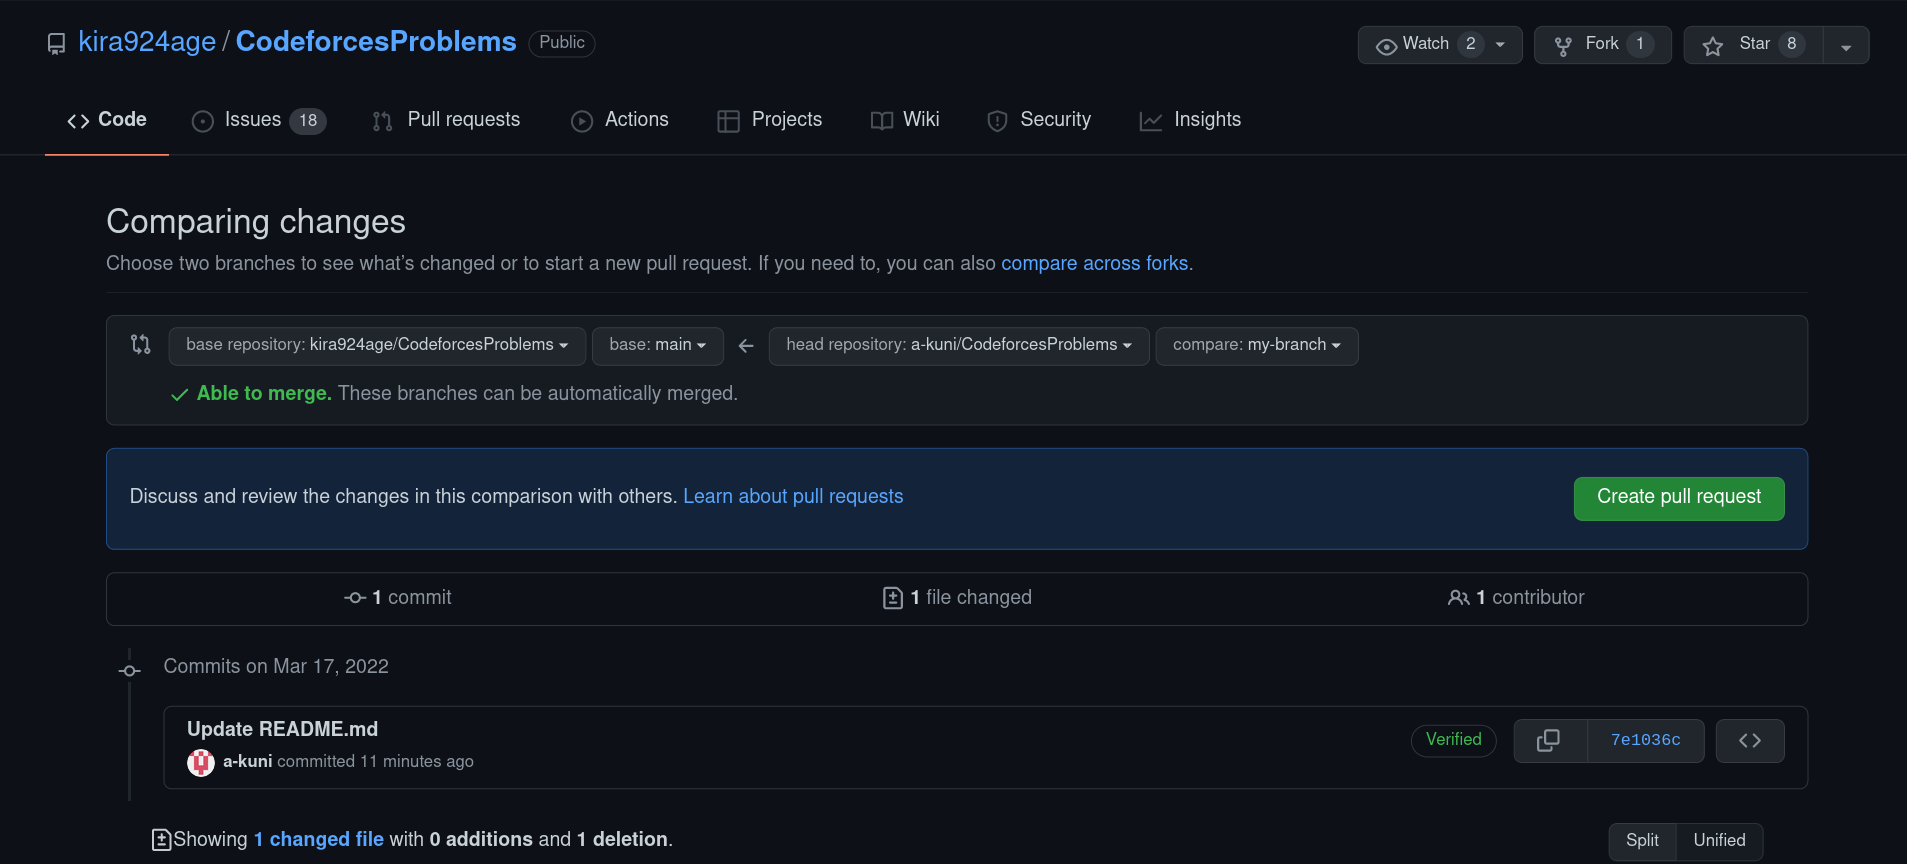 kira924age / CodeforcesProblems Public Watch 2 Fork 1 Star 8
Code Issues 18 Pull requests Actions Projects Wiki Security Insights
Comparing changes
Choose two branches to see what's changed or to start a new pull request. If you need to, you can also compare across forks.
base repository: kira924age/CodeforcesProblems base: main ← head repository: a-kuni/CodeforcesProblems compare: my-branch
Able to merge. These branches can be automatically merged.
Discuss and review the changes in this comparison with others. Learn about pull requests Create pull request
1 commit 1 file changed 1 contributor
Commits on Mar 17, 2022
Update README.md
a-kuni committed 11 minutes ago Verified 7e1036c
Showing 1 changed file with 0 additions and 1 deletion. Split Unified